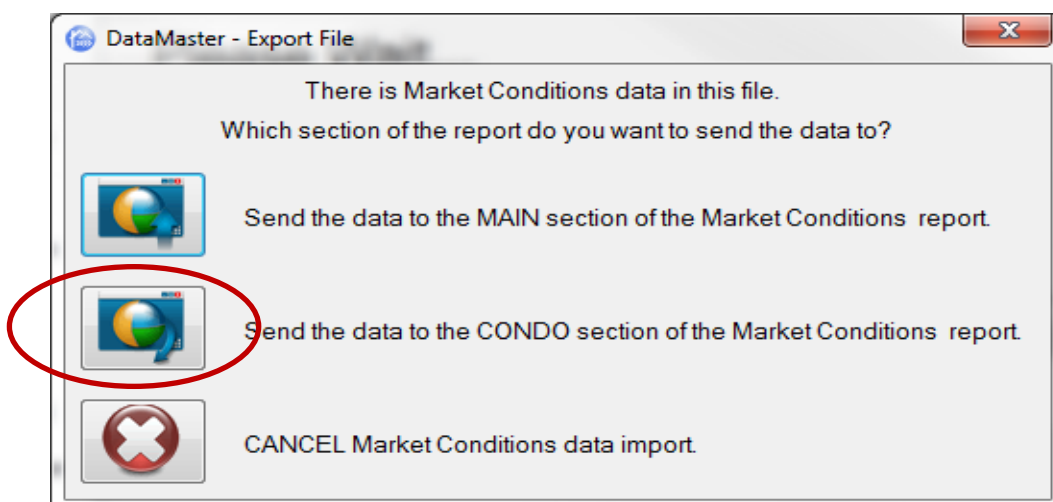 DataMaster - Export File
There is Market Conditions data in this file.
Which section of the report do you want to send the data to?
Send the data to the MAIN section of the Market Conditions report.
Send the data to the CONDO section of the Market Conditions report.
CANCEL Market Conditions data import.